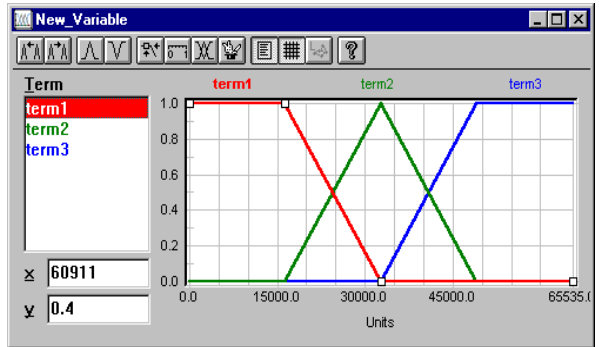 New_Variable
Term
term1
term2
term3
term1 term2 term3
1.0
0.8
0.6
0.4
0.2
0.0
0.0 15000.0 30000.0 45000.0 65535.(
Units
x 60911
y 0.4